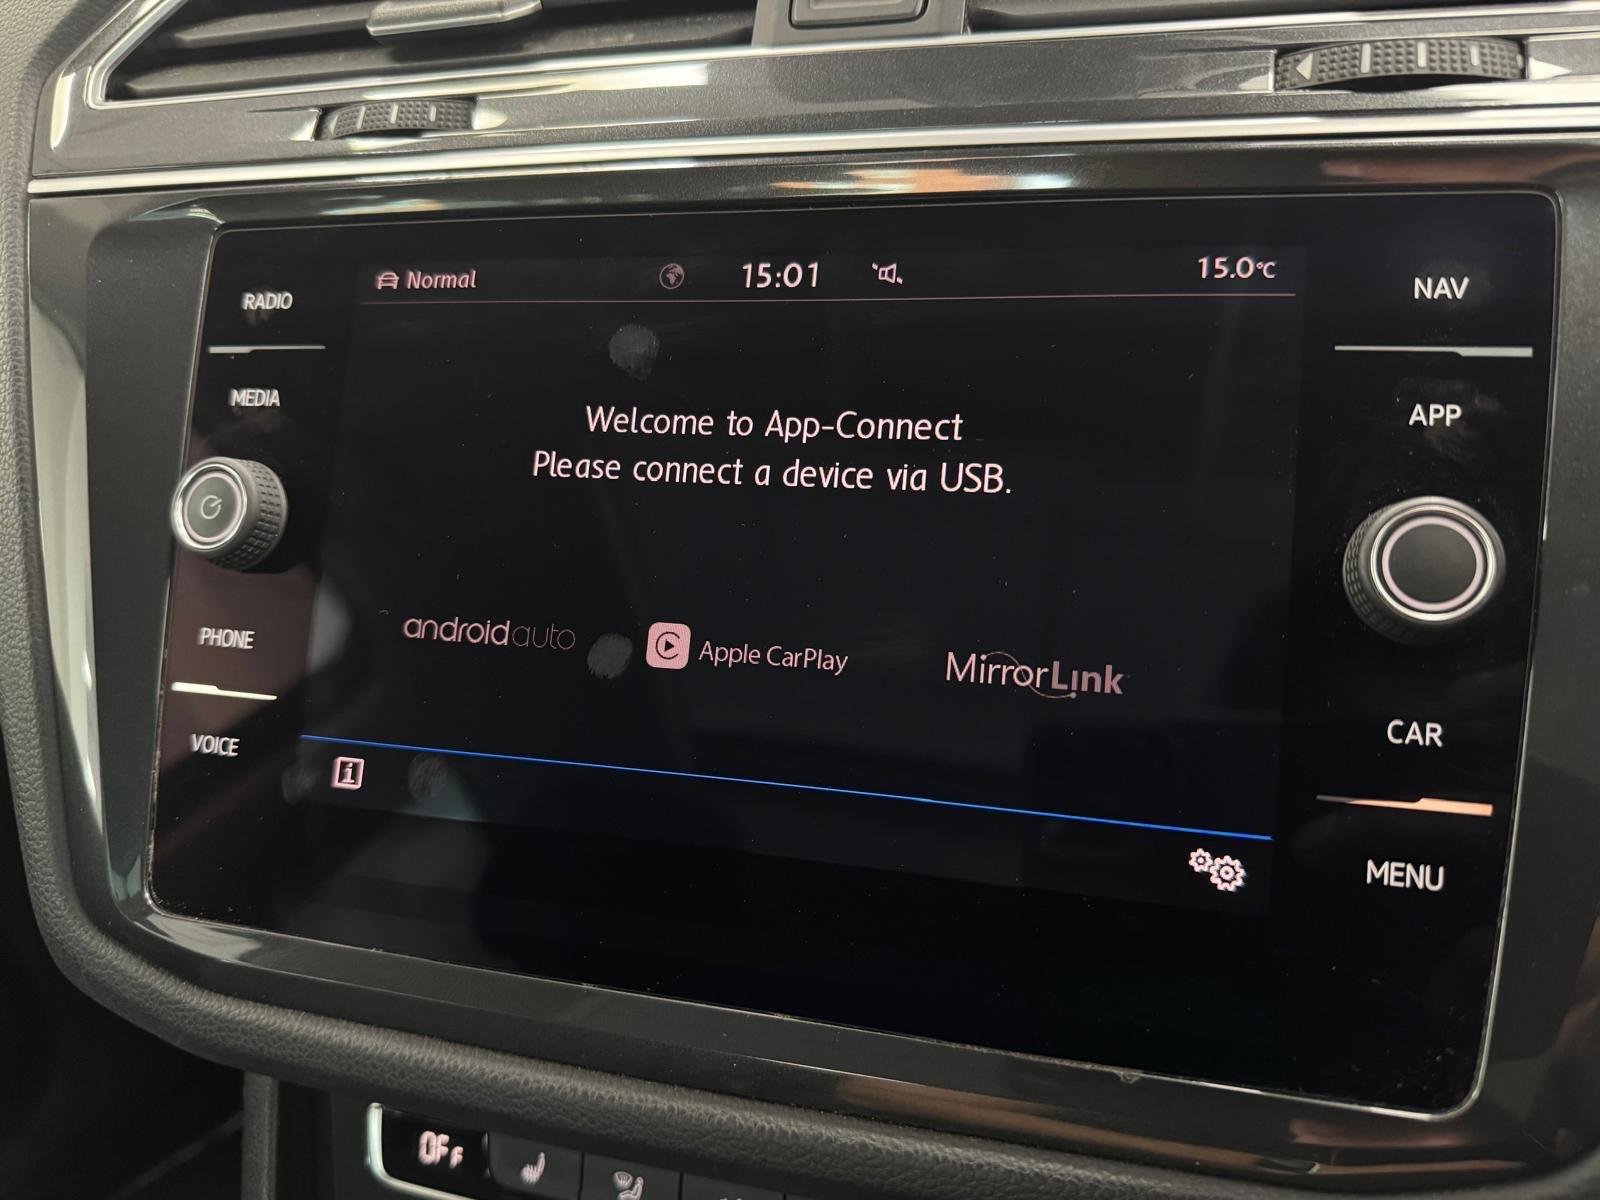 Normal 15:01 15.0°C
RADIO
MEDIA
PHONE
VOICE
Welcome to App-Connect
Please connect a device via USB.
androidauto
Apple CarPlay
MirrorLink
i
NAV
APP
CAR
MENU
OFF